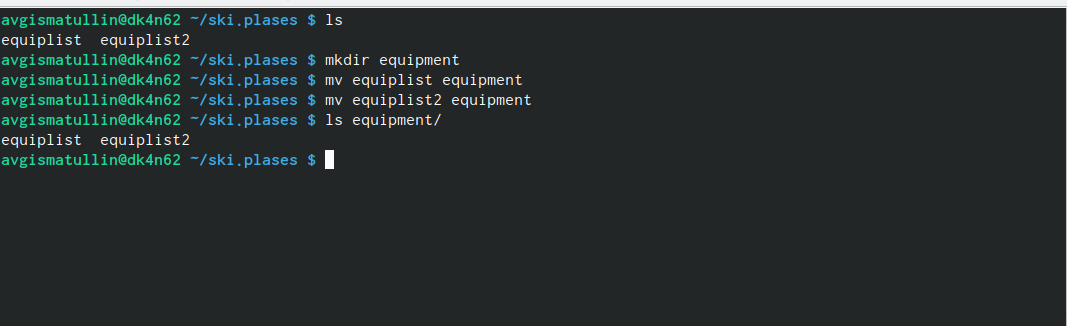 avgismatullin@dk4n62 ~/ski.plases $ ls
equiplist  equiplist2
avgismatullin@dk4n62 ~/ski.plases $ mkdir equipment
avgismatullin@dk4n62 ~/ski.plases $ mv equiplist equipment
avgismatullin@dk4n62 ~/ski.plases $ mv equiplist2 equipment
avgismatullin@dk4n62 ~/ski.plases $ ls equipment/
equiplist  equiplist2
avgismatullin@dk4n62 ~/ski.plases $